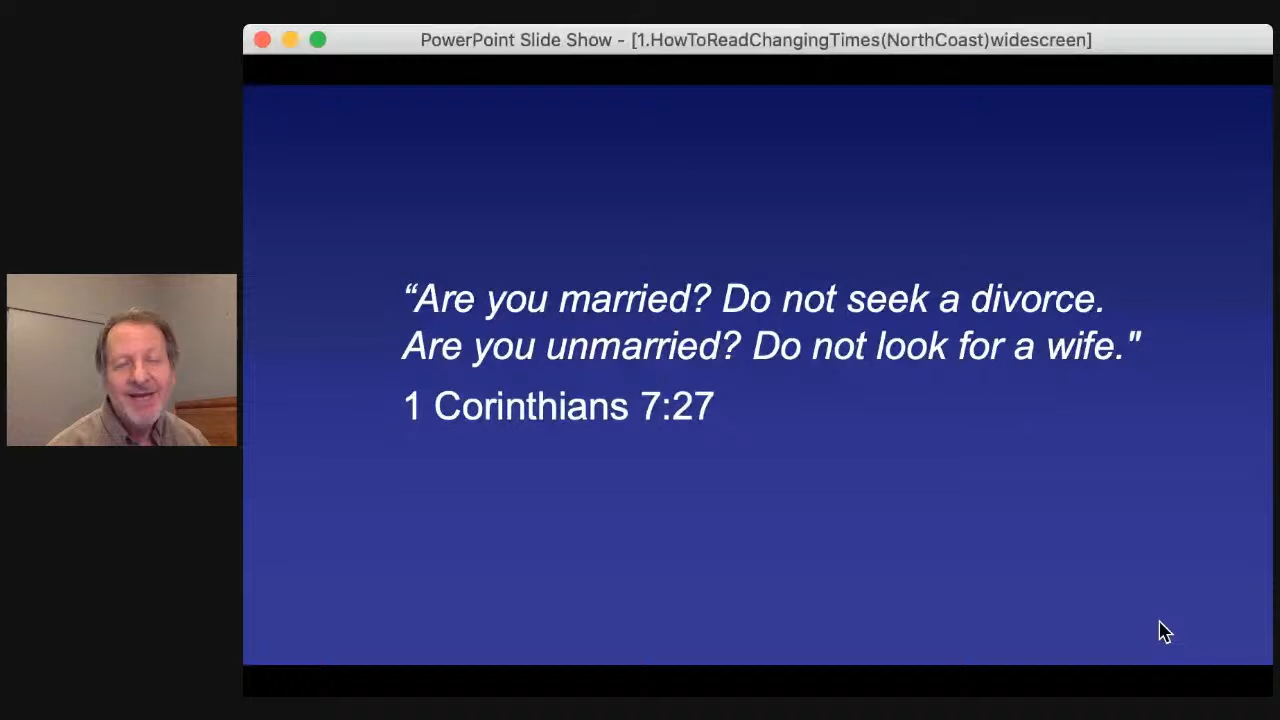 PowerPoint Slide Show - [1.HowToReadChangingTimes(NorthCoast)widescreen]
“Are you married? Do not seek a divorce.
Are you unmarried? Do not look for a wife."
1 Corinthians 7:27